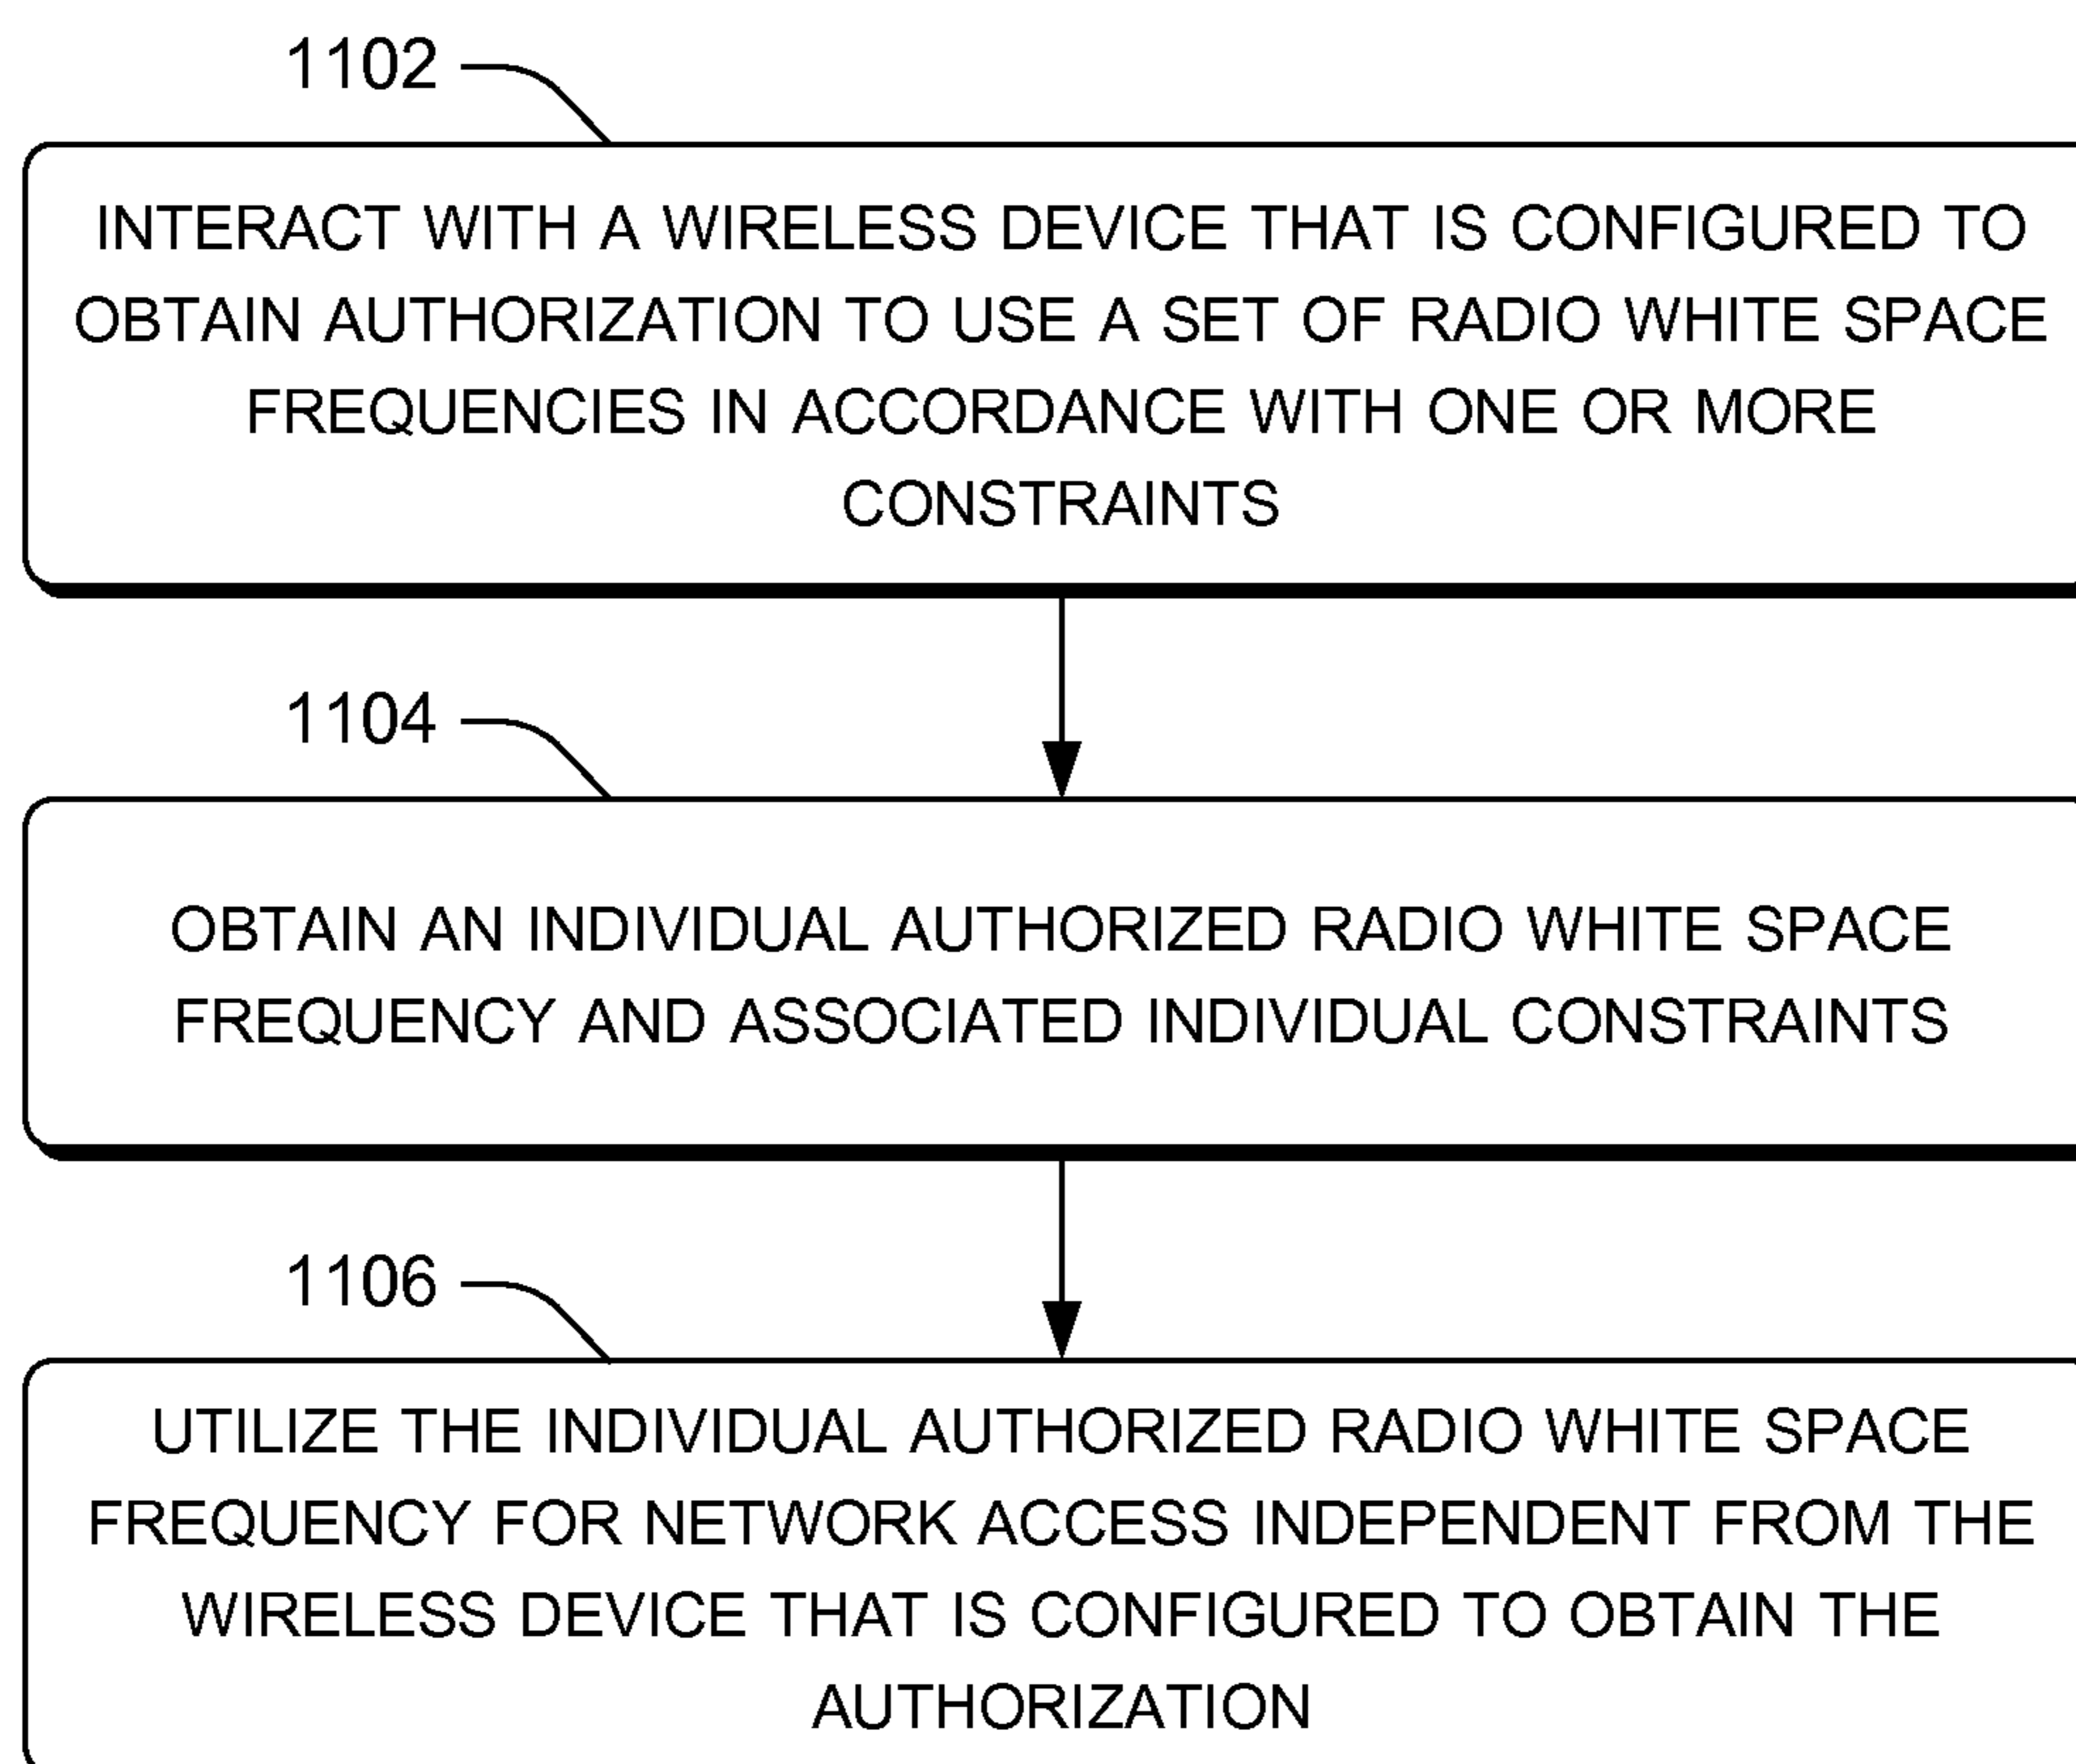 1102
INTERACT WITH A WIRELESS DEVICE THAT IS CONFIGURED TO
OBTAIN AUTHORIZATION TO USE A SET OF RADIO WHITE SPACE
FREQUENCIES IN ACCORDANCE WITH ONE OR MORE
CONSTRAINTS
1104
OBTAIN AN INDIVIDUAL AUTHORIZED RADIO WHITE SPACE
FREQUENCY AND ASSOCIATED INDIVIDUAL CONSTRAINTS
1106
UTILIZE THE INDIVIDUAL AUTHORIZED RADIO WHITE SPACE
FREQUENCY FOR NETWORK ACCESS INDEPENDENT FROM THE
WIRELESS DEVICE THAT IS CONFIGURED TO OBTAIN THE
AUTHORIZATION